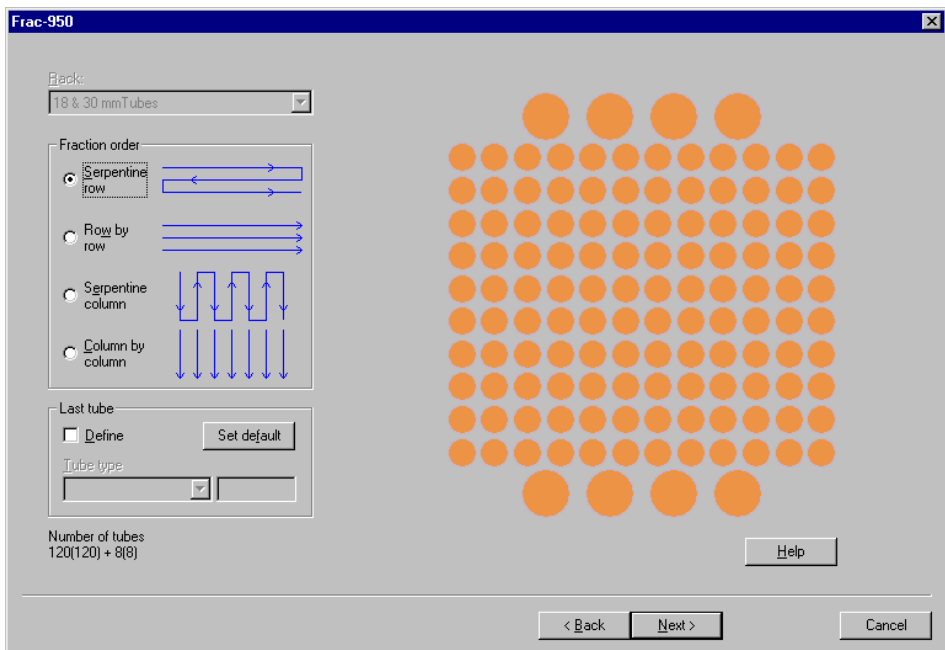 Frac-950
Rack:
18 & 30 mmTubes
Fraction order
Serpentine
row
Row by
row
Serpentine
column
Column by
column
Last tube
Define
Set default
Tube type
Number of tubes
120(120) + 8(8)
Help
< Back
Next >
Cancel